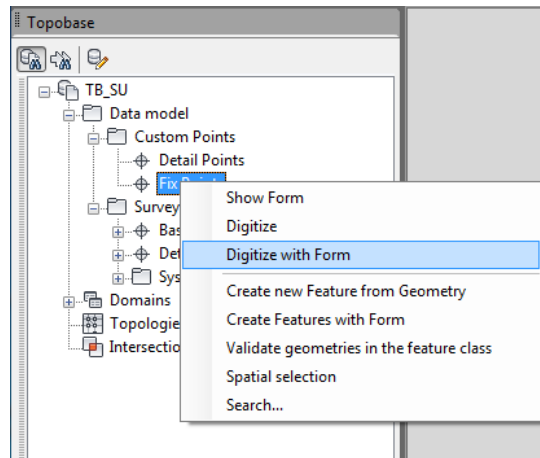 Topobase
TB_SU
Data model
Custom Points
Detail Points
Fix
Survey
Bas
Det
Sys
Domains
Topologie
Intersectio
Show Form
Digitize
Digitize with Form
Create new Feature from Geometry
Create Features with Form
Validate geometries in the feature class
Spatial selection
Search...